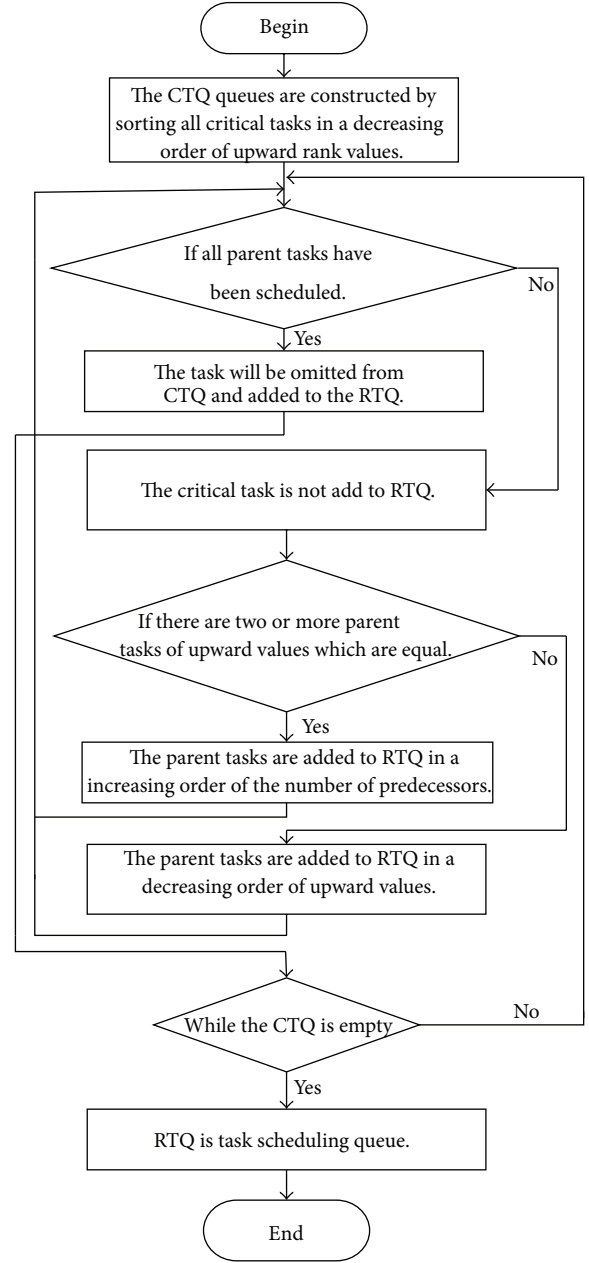 Begin
The CTQ queues are constructed by
sorting all critical tasks in a decreasing
order of upward rank values.
If all parent tasks have
been scheduled.
No
Yes
The task will be omitted from
CTQ and added to the RTQ.
The critical task is not add to RTQ.
If there are two or more parent
tasks of upward values which are equal.
No
Yes
The parent tasks are added to RTQ in a
increasing order of the number of predecessors.
The parent tasks are added to RTQ in a
decreasing order of upward values.
While the CTQ is empty
No
Yes
RTQ is task scheduling queue.
End